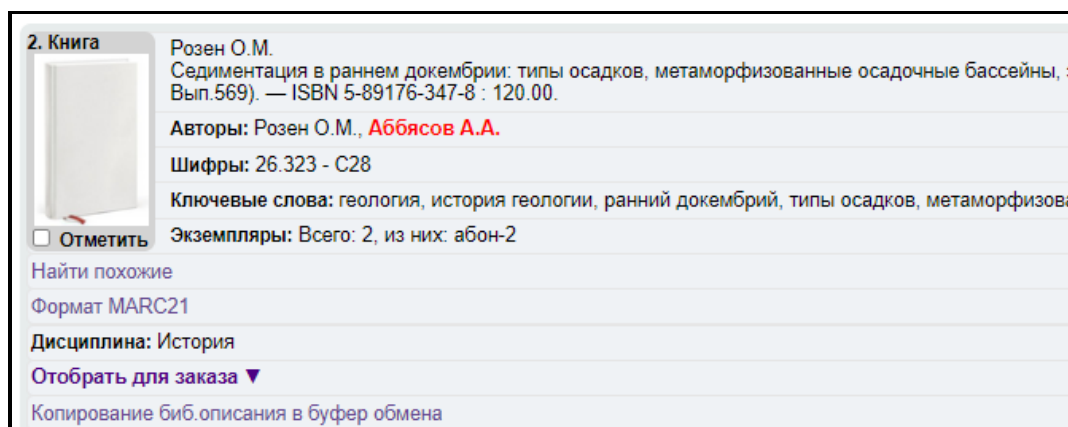 2. Книга
Розен О.М.
Седиментация в раннем докембрии: типы осадков, метаморфизованные осадочные бассейны,
Вып.569). — ISBN 5-89176-347-8 : 120.00.
Авторы: Розен О.М., Аббясов А.А.
Шифры: 26.323 - С28
Ключевые слова: геология, история геологии, ранний докембрий, типы осадков, метаморфизова
Отметить
Экземпляры: Всего: 2, из них: абон-2
Найти похожие
Формат MARC21
Дисциплина: История
Отобрать для заказа ▼
Копирование биб.описания в буфер обмена